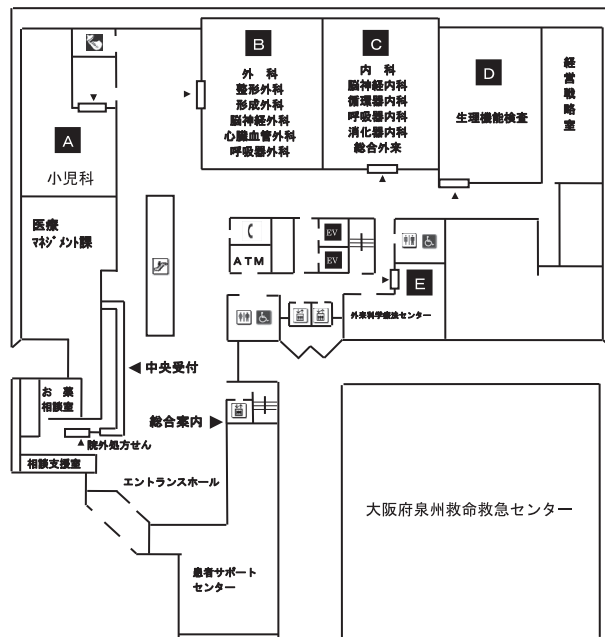 B
外 科
整形外科
形成外科
脳神経外科
心臓血管外科
呼吸器外科
C
内 科
脳神経内科
循環器内科
呼吸器内科
消化器内科
総合外来
D
生理機能検査
経営戦略室
A
小児科
医療
マネジメント課
ATM
EV
EV
E
外来科学療法センター
中央受付
お 薬
相談室
総合案内
院外処方せん
相談支援室
エントランスホール
大阪府泉州救命救急センター
患者サポート
センター